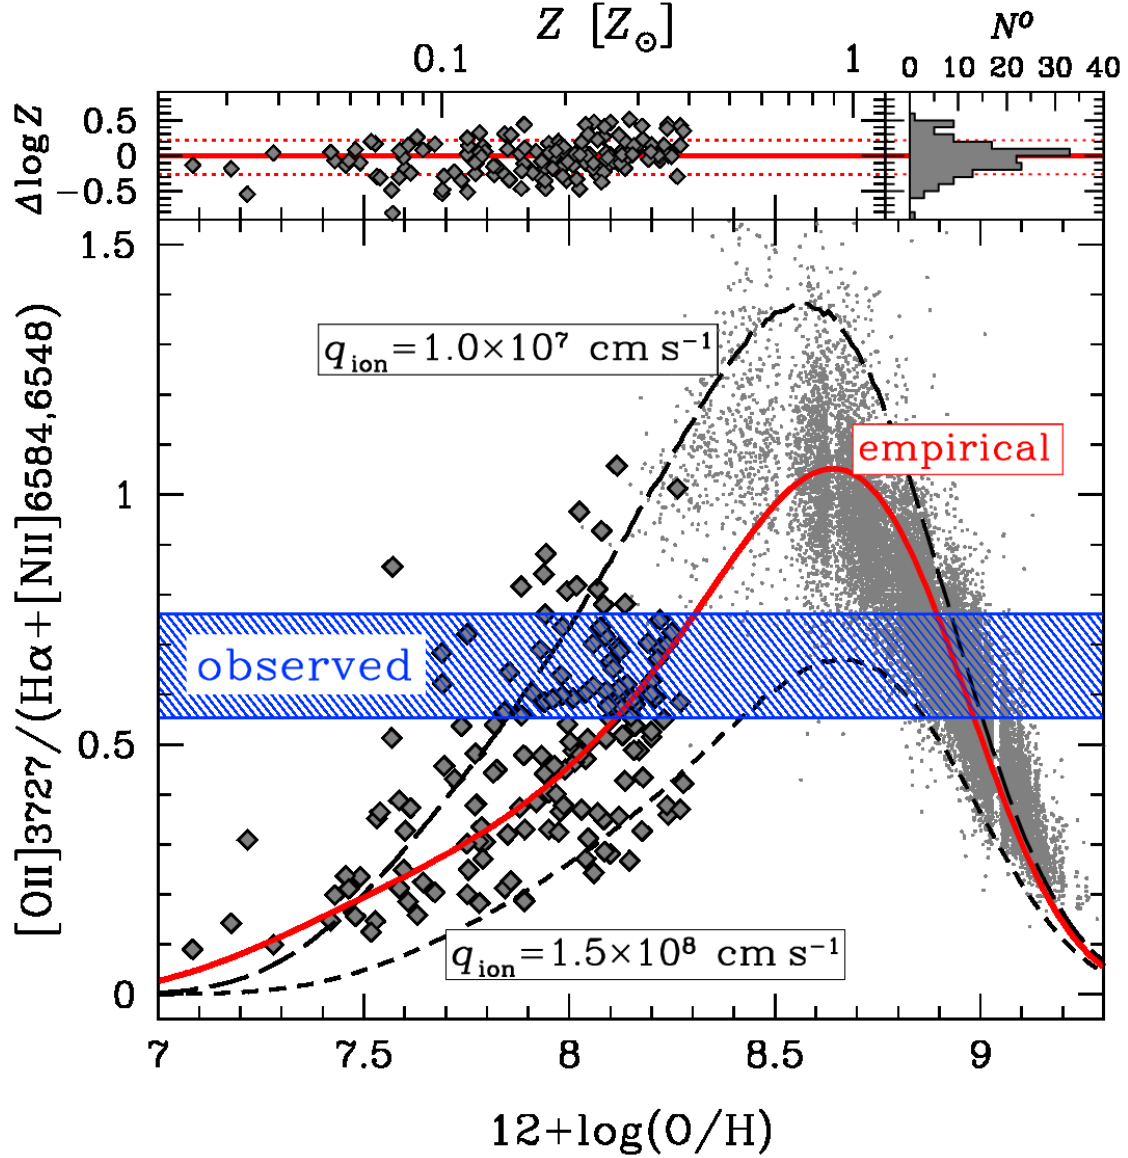 Z [Z⊙]
N⁰
0.1 1
0 10 20 30 40
ΔlogZ
0.5
0
−0.5
1.5
1
0.5
0
[OII]3727/(Hα+[NII]6584,6548)
q_ion=1.0×10⁷ cm s⁻¹
empirical
observed
q_ion=1.5×10⁸ cm s⁻¹
7 7.5 8 8.5 9
12+log(O/H)